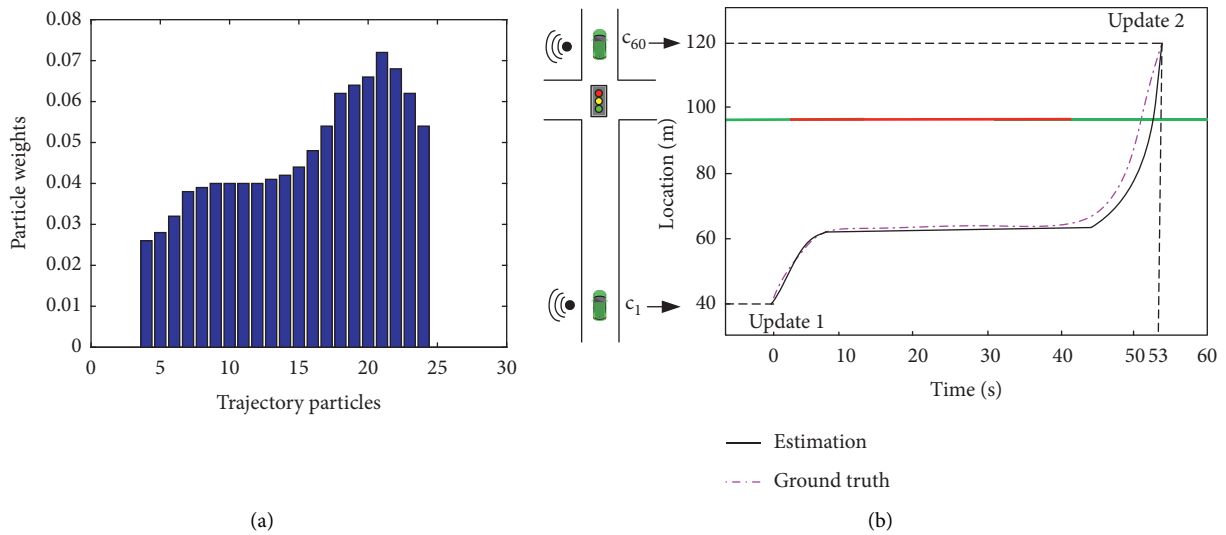 0.08
0.07
0.06
0.05
0.04
0.03
0.02
0.01
0
Particle weights
0 5 10 15 20 25 30
Trajectory particles
(a)
c60
c1
Update 2
120
100
80
60
40
Location (m)
Update 1
0 10 20 30 40 50 53 60
Time (s)
Estimation
Ground truth
(b)